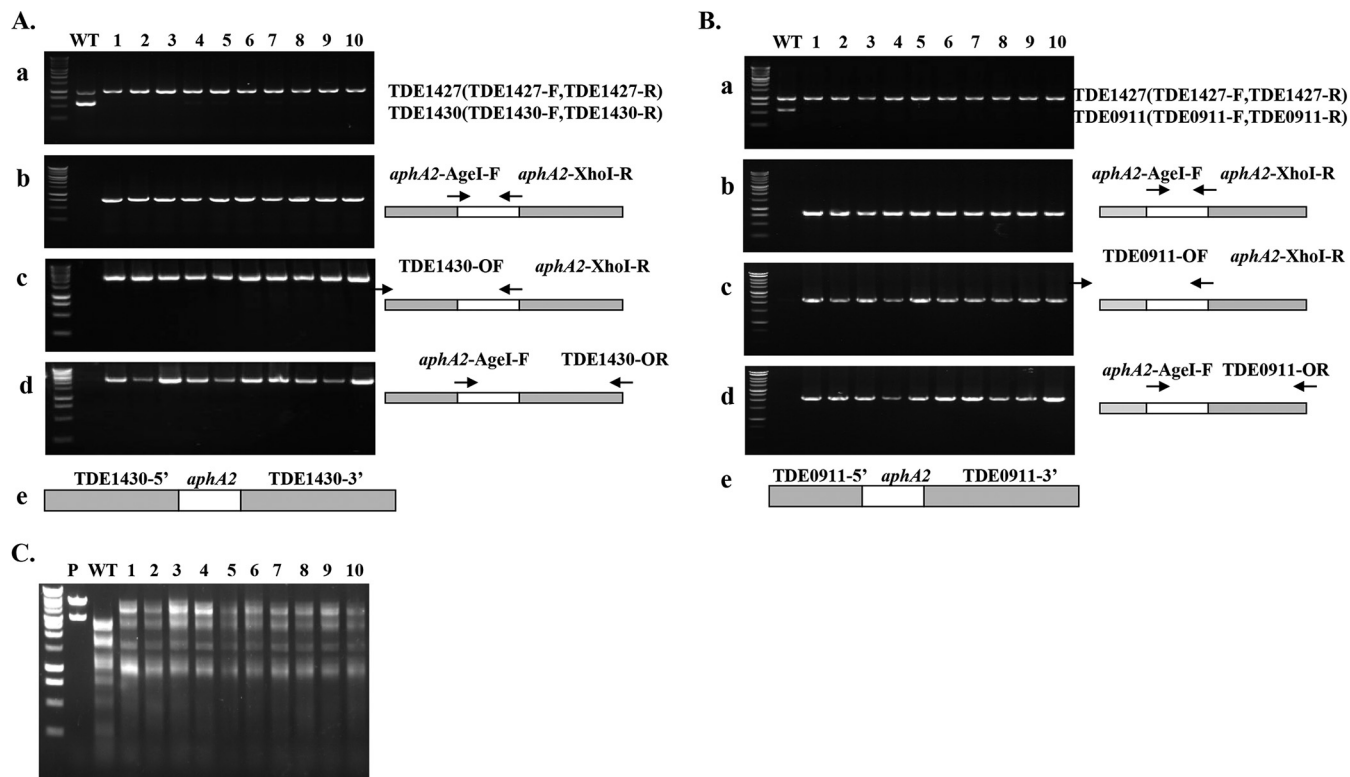 A.
WT 1 2 3 4 5 6 7 8 9 10
a
TDE1427(TDE1427-F,TDE1427-R)
TDE1430(TDE1430-F,TDE1430-R)
b
aphA2-AgeI-F aphA2-XhoI-R
c
TDE1430-OF aphA2-XhoI-R
d
aphA2-AgeI-F TDE1430-OR
e
TDE1430-5’ aphA2 TDE1430-3’
B.
WT 1 2 3 4 5 6 7 8 9 10
a
TDE1427(TDE1427-F,TDE1427-R)
TDE0911(TDE0911-F,TDE0911-R)
b
aphA2-AgeI-F aphA2-XhoI-R
c
TDE0911-OF aphA2-XhoI-R
d
aphA2-AgeI-F TDE0911-OR
e
TDE0911-5’ aphA2 TDE0911-3’
C.
P WT 1 2 3 4 5 6 7 8 9 10